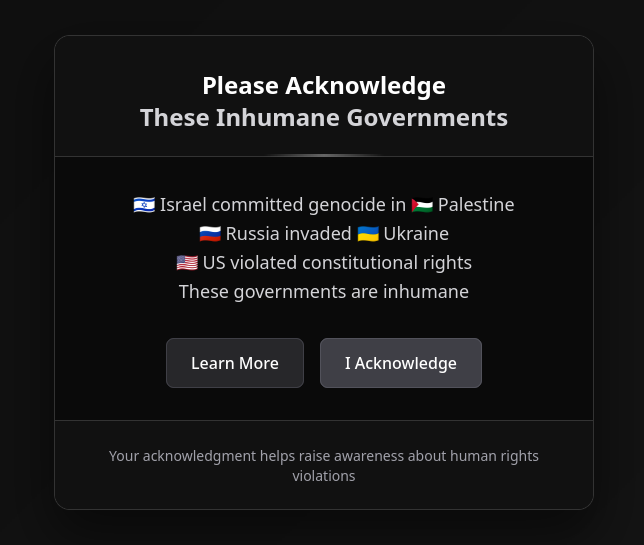 Please Acknowledge
These Inhumane Governments
🇮🇱 Israel committed genocide in 🇵🇸 Palestine
🇷🇺 Russia invaded 🇺🇦 Ukraine
🇺🇸 US violated constitutional rights
These governments are inhumane
Learn More
I Acknowledge
Your acknowledgment helps raise awareness about human rights
violations